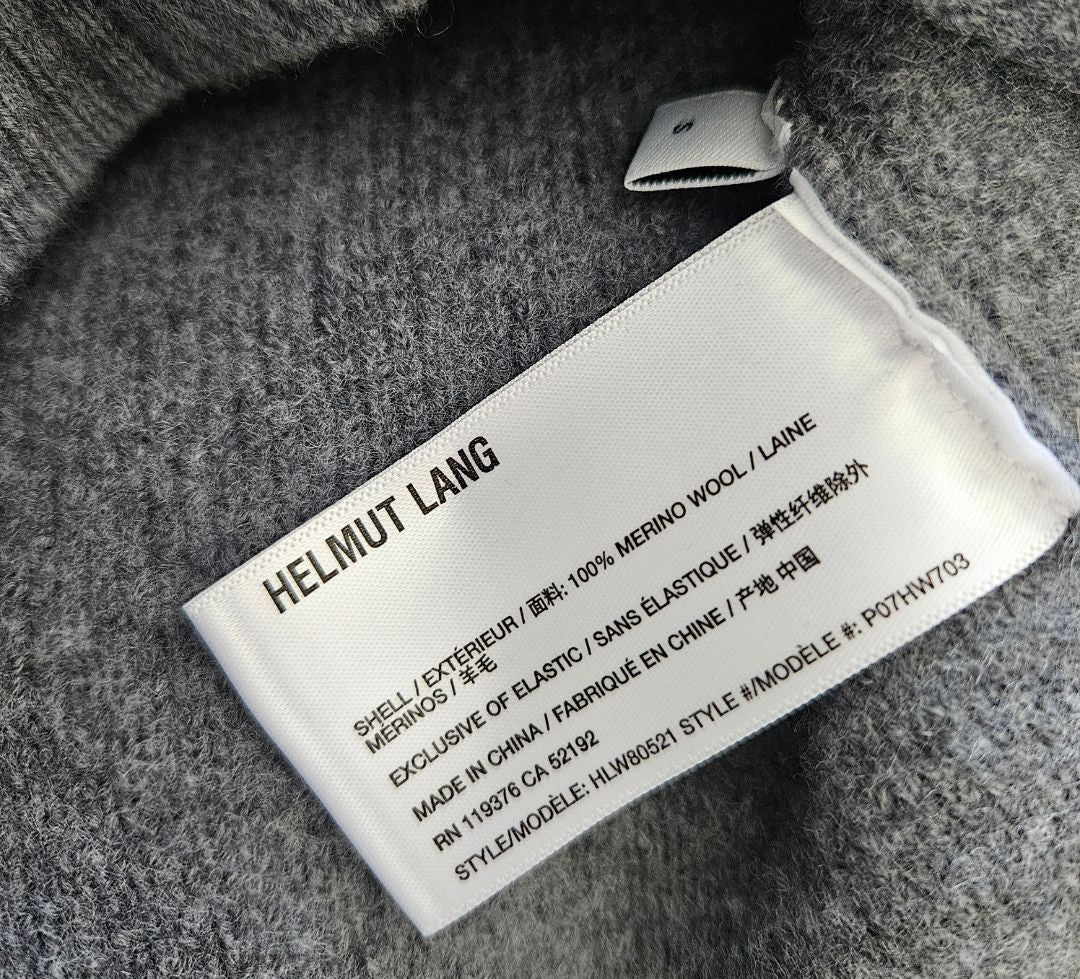 S
HELMUT LANG
SHELL / EXTÉRIEUR / 面料: 100% MERINO WOOL / LAINE
MERINOS / 羊毛
EXCLUSIVE OF ELASTIC / SANS ÉLASTIQUE / 弹性纤维除外
MADE IN CHINA / FABRIQUÉ EN CHINE / 产地 中国
RN 119376 CA 52192
STYLE/MODÈLE: HLW80521 STYLE #/MODÈLE #: P07HW703